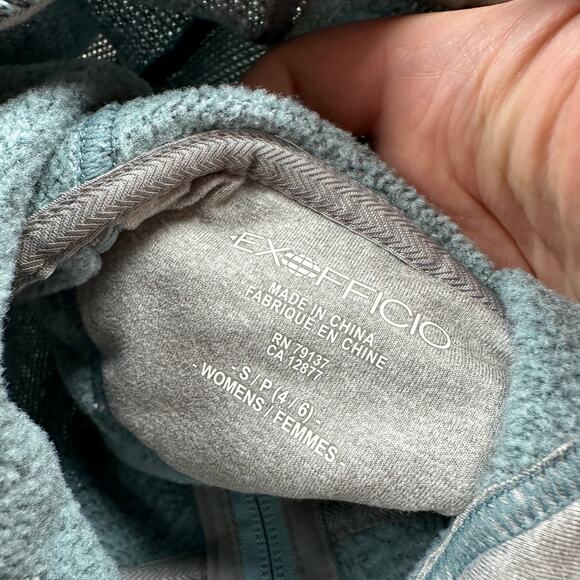 EXOFFICIO
MADE IN CHINA
FABRIQUE EN CHINE
RN 79137
CA 12877
- S / P (4 / 6) -
- WOMENS / FEMMES -